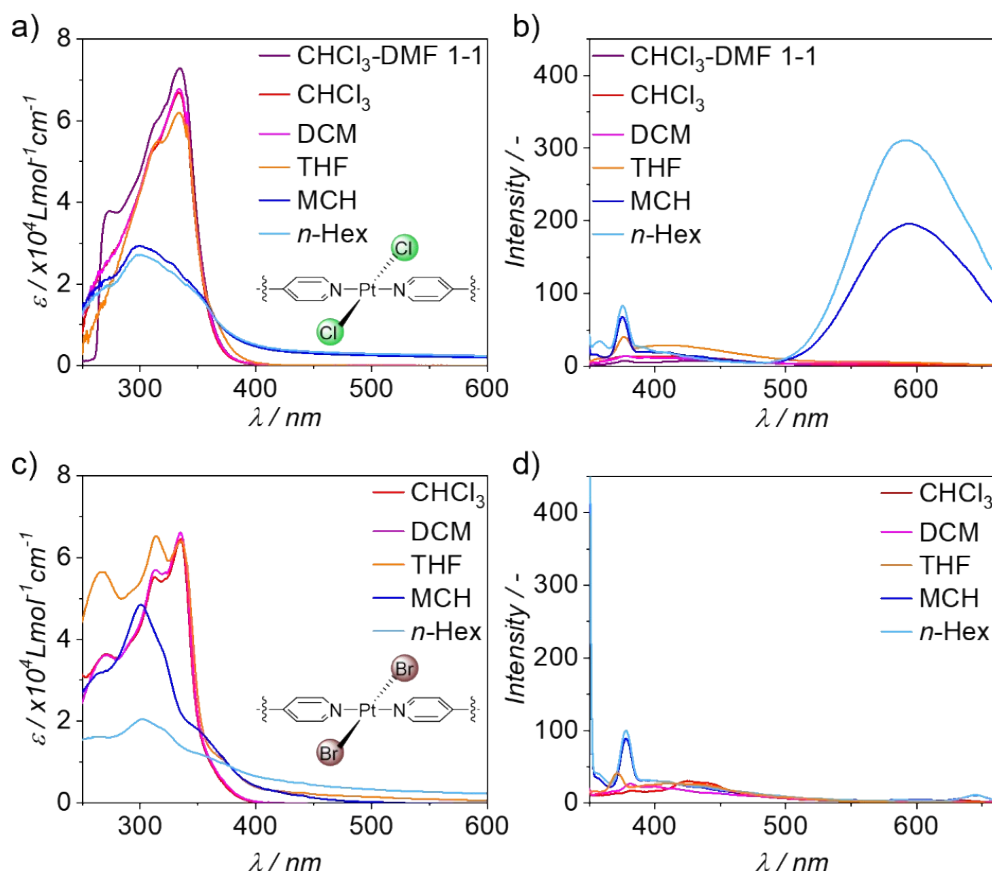 a)
8
6
4
2
0
ε / x10⁴Lmol⁻¹cm⁻¹
300 400 500 600
λ / nm
CHCl₃-DMF 1-1
CHCl₃
DCM
THF
MCH
n-Hex
Cl
N Pt N
Cl
b)
400
300
200
100
0
Intensity / -
400 500 600
λ / nm
CHCl₃-DMF 1-1
CHCl₃
DCM
THF
MCH
n-Hex
c)
8
6
4
2
0
ε / x10⁴Lmol⁻¹cm⁻¹
300 400 500 600
λ / nm
CHCl₃
DCM
THF
MCH
n-Hex
Br
N Pt N
Br
d)
400
300
200
100
0
Intensity / -
400 500 600
λ / nm
CHCl₃
DCM
THF
MCH
n-Hex